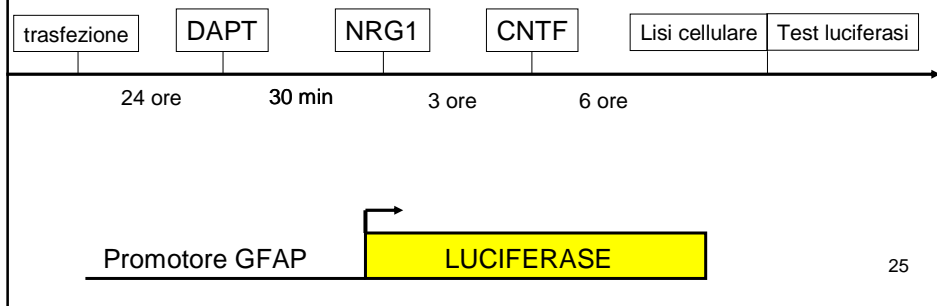 trasfezione DAPT NRG1 CNTF Lisi cellulare Test luciferasi
24 ore 30 min 3 ore 6 ore
Promotore GFAP LUCIFERASE
25